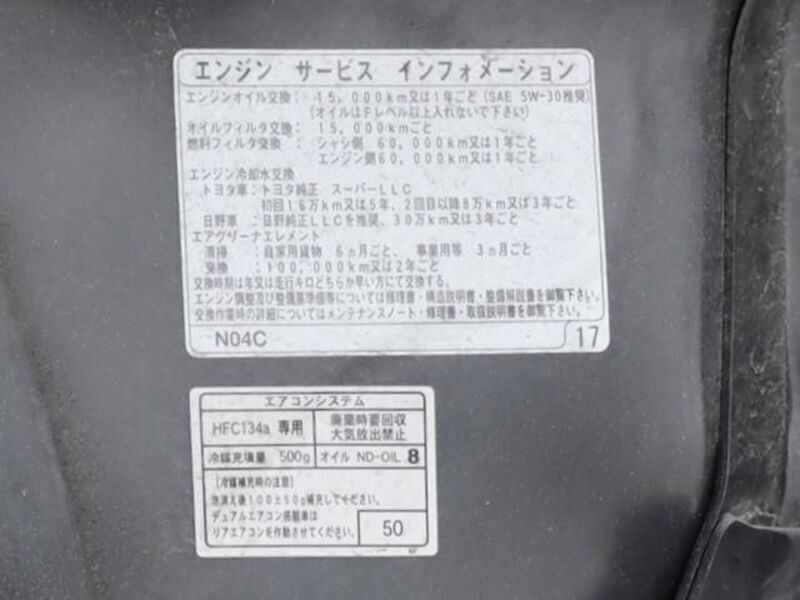 エンジン サービス インフォメーション
エンジンオイル交換: 15,000km又は1年ごと (SAE 5W-30推奨)
(オイルはFレベル以上入れないで下さい)
オイルフィルタ交換: 15,000kmごと
燃料フィルタ交換: シャシ側 60,000km又は1年ごと
エンジン側60,000km又は1年ごと
エンジン冷却水交換
トヨタ車:トヨタ純正 スーパーLLC
初回16万km又は5年、2回目以降8万km又は3年ごと
日野車:日野純正LLCを推奨、30万km又は3年ごと
エアクリーナエレメント
清掃: 自家用貨物 6ヵ月ごと、 事業用等 3ヵ月ごと
交換: 100,000km又は2年ごと
交換時期は年又は走行キロどちらか早い方にて交換する。
エンジン調整及び整備基準値等については修理書・構造説明書・整備解説書を御覧下さい。
交換作業時の詳細についてはメンテナンスノート・修理書・取扱説明書を御覧下さい。
N04C 17
エアコンシステム
HFC134a 専用 廃棄時要回収
大気放出禁止
冷媒充填量 500g オイル ND-OIL 8
[冷媒補充時の注意]
泡消え後100±50g補充してください。
デュアルエアコン搭載車は
リアエアコンを作動させてください。 50